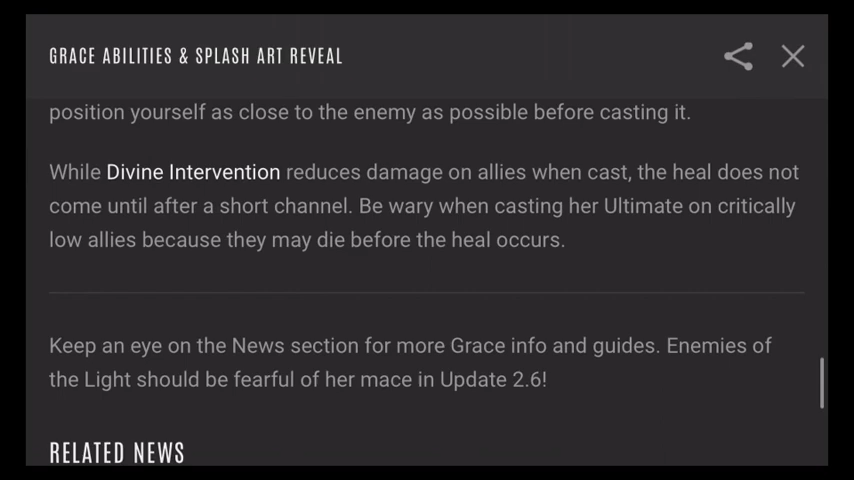 GRACE ABILITIES & SPLASH ART REVEAL
position yourself as close to the enemy as possible before casting it.
While Divine Intervention reduces damage on allies when cast, the heal does not
come until after a short channel. Be wary when casting her Ultimate on critically
low allies because they may die before the heal occurs.
Keep an eye on the News section for more Grace info and guides. Enemies of
the Light should be fearful of her mace in Update 2.6!
RELATED NEWS